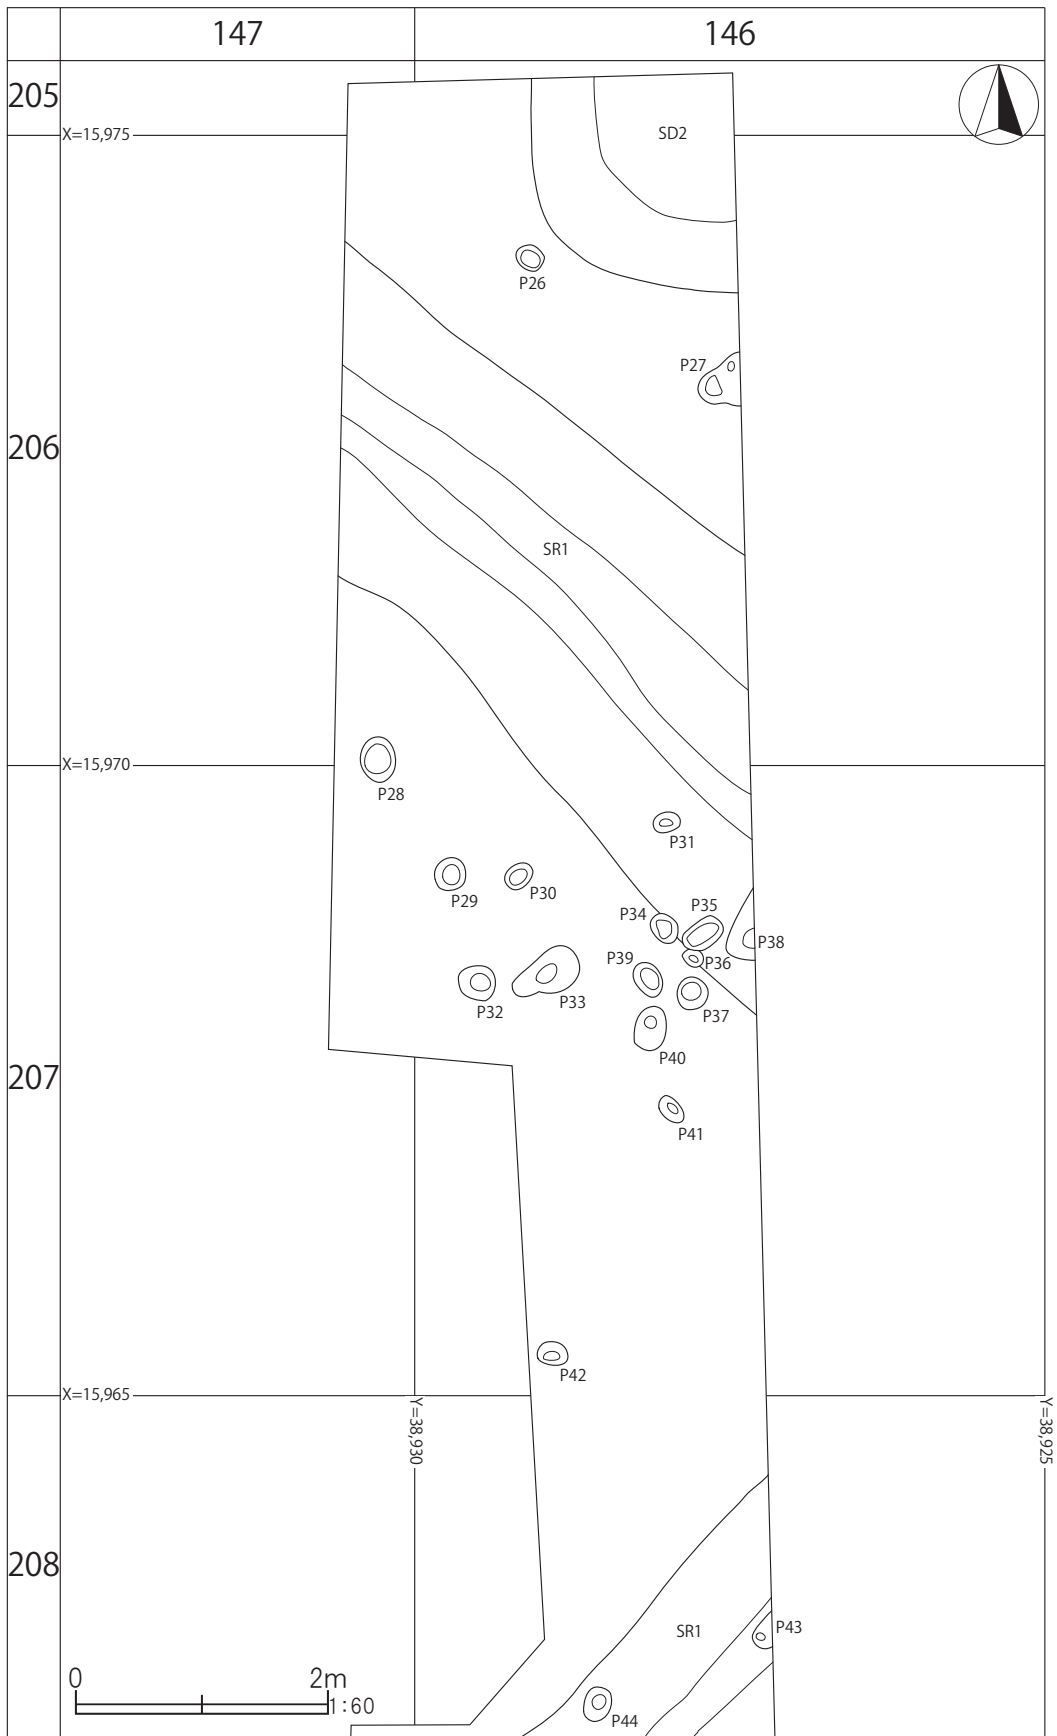 147
146
205
X=15,975
SD2
P26
P27
206
SR1
X=15,970
P28
P31
P29
P30
P34
P35
P38
P36
P39
P32
P33
P37
P40
207
P41
P42
X=15,965
Y=38,930
Y=38,925
208
SR1
P43
0
2m
1:60
P44